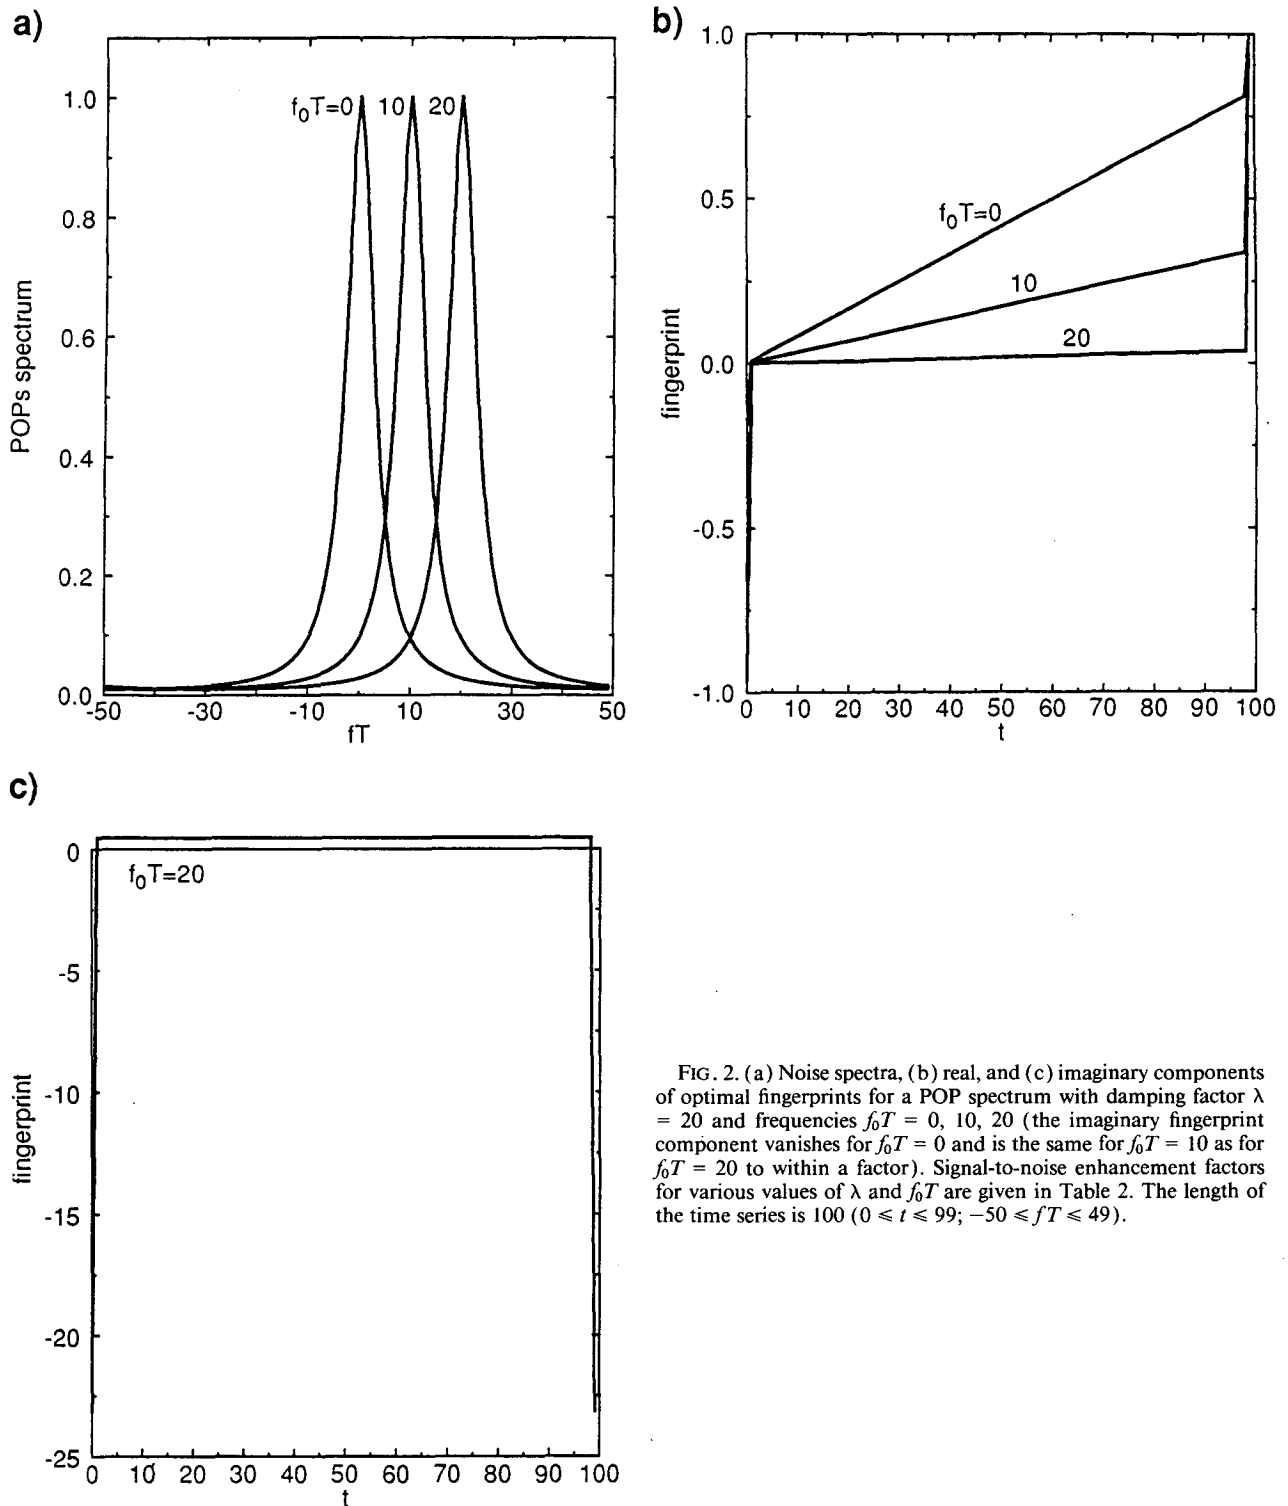 a)
POPs spectrum
1.0
0.8
0.6
0.4
0.2
0.0
f₀T=0 10 20
-50 -30 -10 10 30 50
fT
b)
fingerprint
1.0
0.5
0.0
-0.5
-1.0
f₀T=0
10
20
0 10 20 30 40 50 60 70 80 90 100
t
c)
fingerprint
0
-5
-10
-15
-20
-25
f₀T=20
0 10 20 30 40 50 60 70 80 90 100
t
FIG. 2. (a) Noise spectra, (b) real, and (c) imaginary components
of optimal fingerprints for a POP spectrum with damping factor λ
= 20 and frequencies f₀T = 0, 10, 20 (the imaginary fingerprint
component vanishes for f₀T = 0 and is the same for f₀T = 10 as for
f₀T = 20 to within a factor). Signal-to-noise enhancement factors
for various values of λ and f₀T are given in Table 2. The length of
the time series is 100 (0 ⩽ t ⩽ 99; −50 ⩽ fT ⩽ 49).